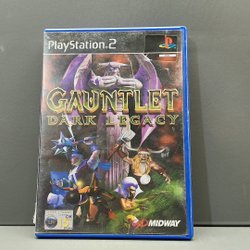 PlayStation 2
GAUNTLET
DARK LEGACY
MIDWAY